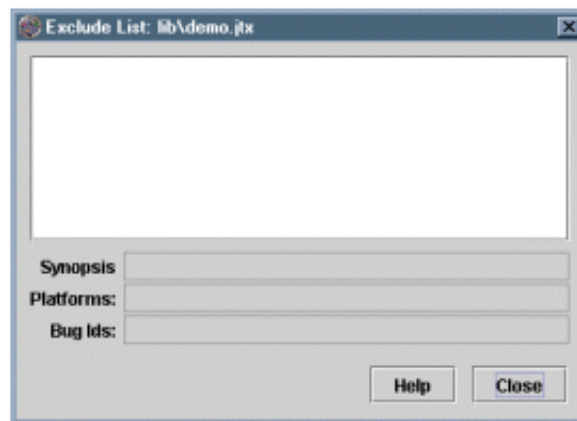 Exclude List: lib\demo.jtx
Synopsis
Platforms:
Bug Ids:
Help Close